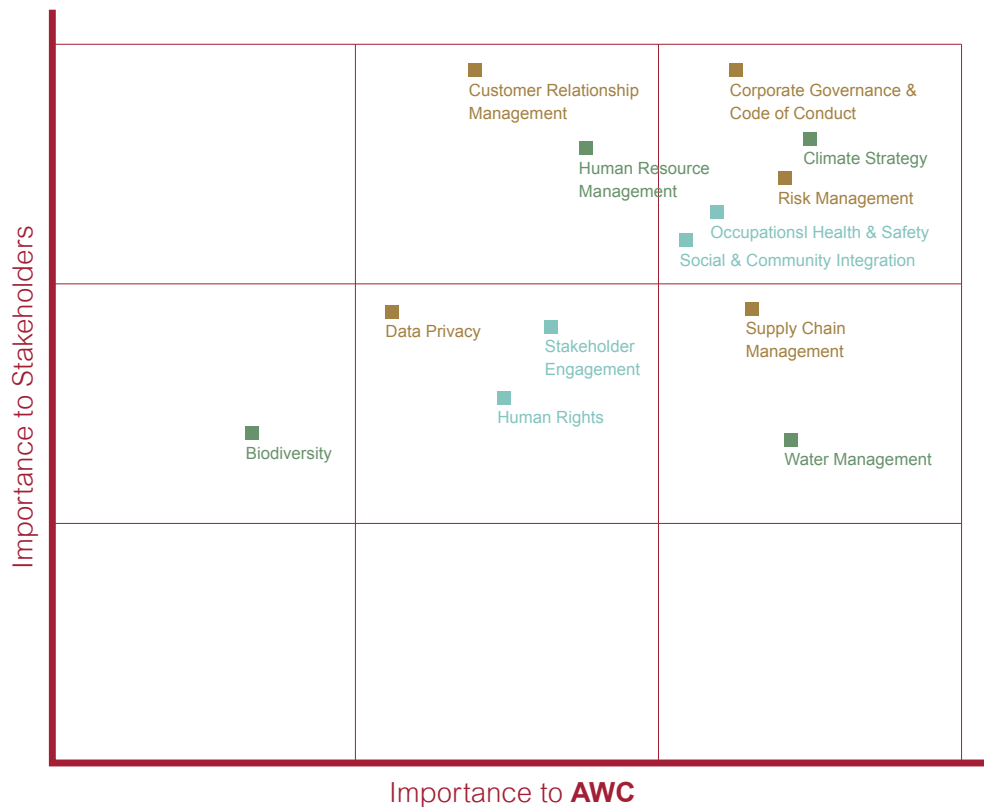 Customer Relationship
Management
Corporate Governance &
Code of Conduct
Human Resource
Management
Climate Strategy
Risk Management
Occupationsl Health & Safety
Social & Community Integration
Data Privacy
Stakeholder
Engagement
Supply Chain
Management
Human Rights
Biodiversity
Water Management
Importance to Stakeholders
Importance to AWC